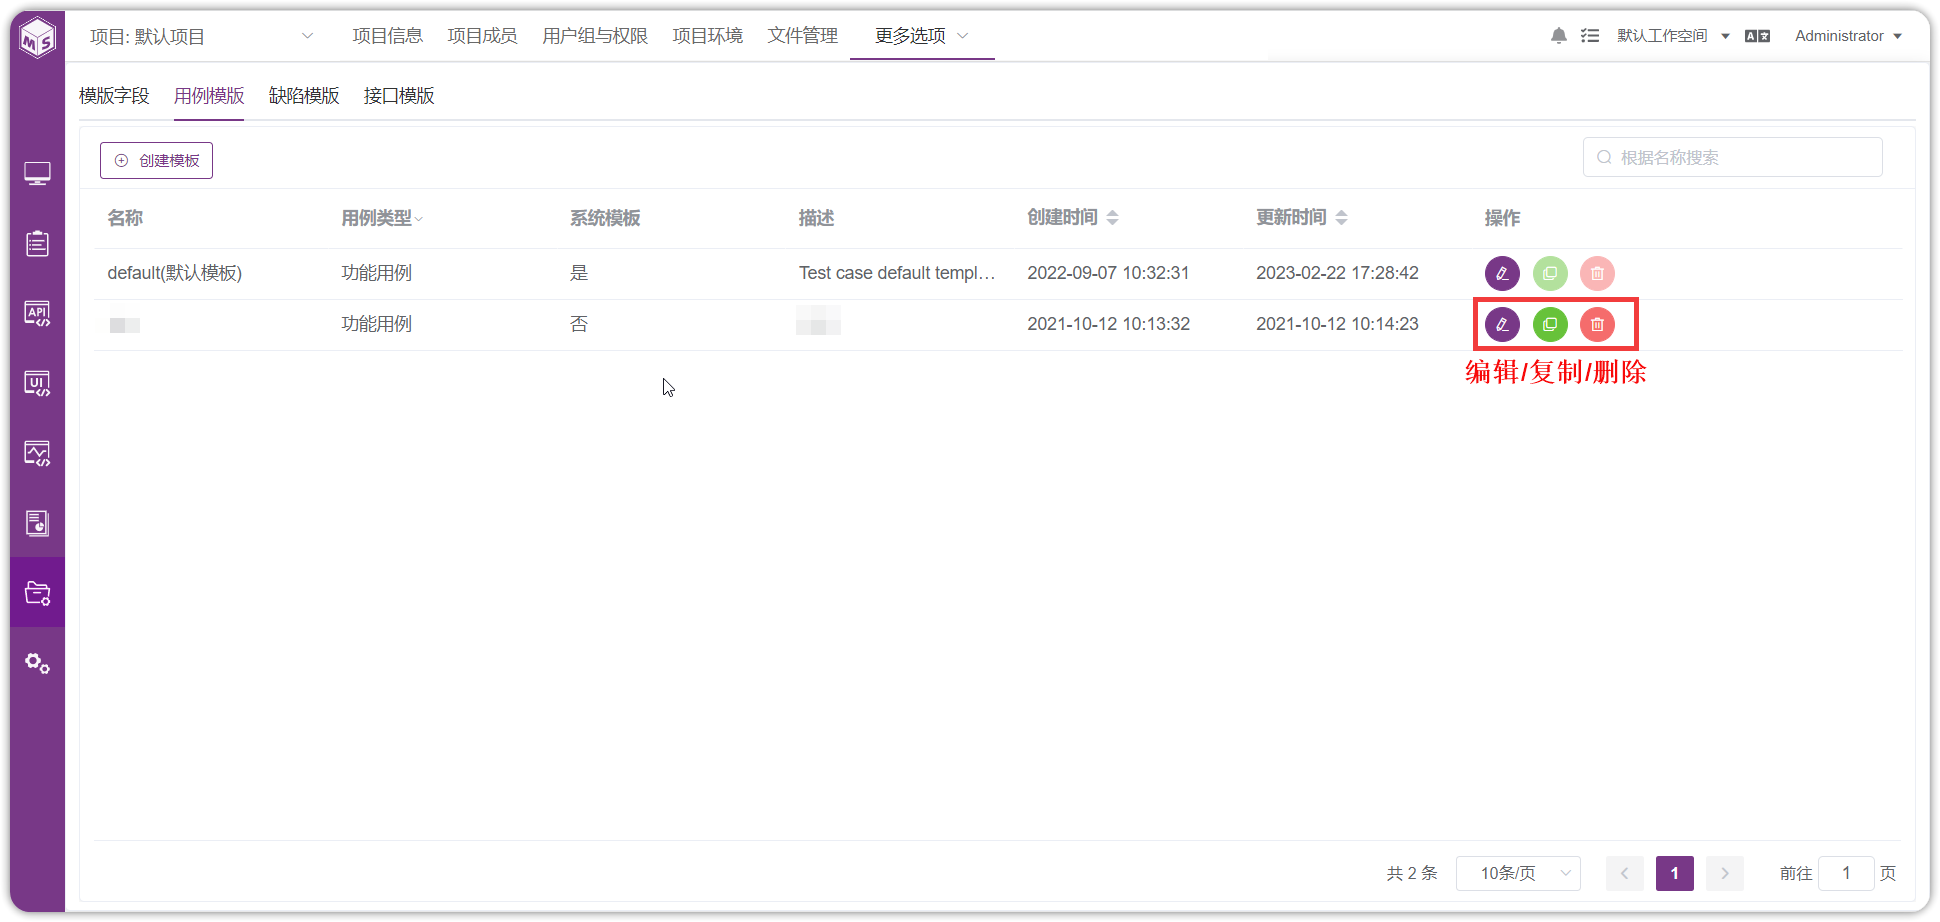 项目: 默认项目
项目信息
项目成员
用户组与权限
项目环境
文件管理
更多选项
默认工作空间
Administrator
模版字段
用例模版
缺陷模版
接口模版
创建模板
根据名称搜索
名称
用例类型
系统模板
描述
创建时间
更新时间
操作
default(默认模板)
功能用例
是
Test case default templ...
2022-09-07 10:32:31
2023-02-22 17:28:42
功能用例
否
2021-10-12 10:13:32
2021-10-12 10:14:23
编辑/复制/删除
MS
API
UI
共 2 条
10条/页
1
前往
1
页